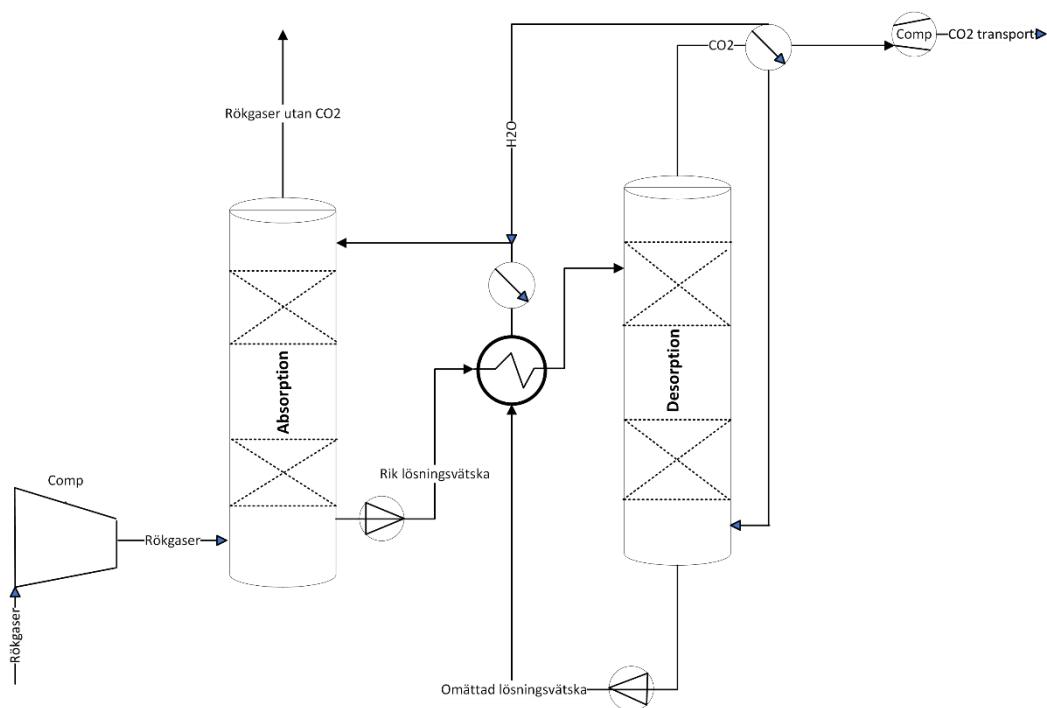 Comp
CO2 transport
CO2
Rökgaser utan CO2
H2O
Absorption
Desorption
Rik lösningsvätska
Comp
Rökgaser
Rökgaser
Omättad lösningsvätska